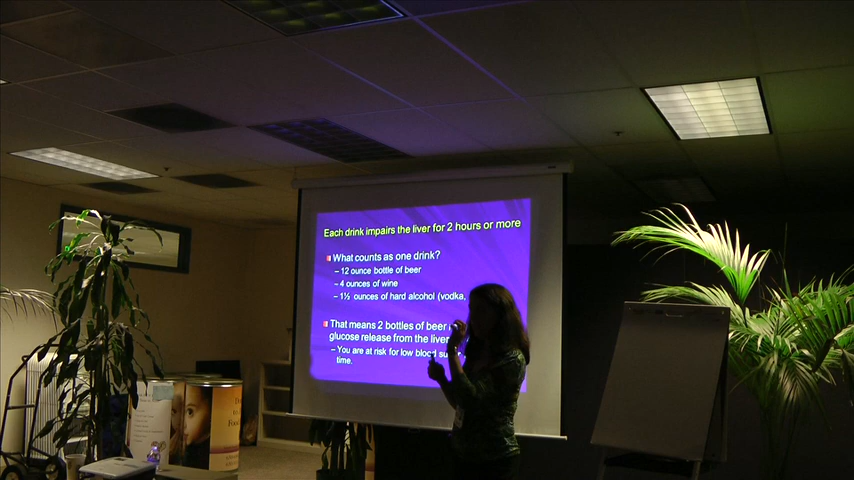 Each drink impairs the liver for 2 hours or more
What counts as one drink?
– 12 ounce bottle of beer
– 4 ounces of wine
– 1½ ounces of hard alcohol (vodka,
That means 2 bottles of beer
glucose release from the liver
– You are at risk for low blood
time.